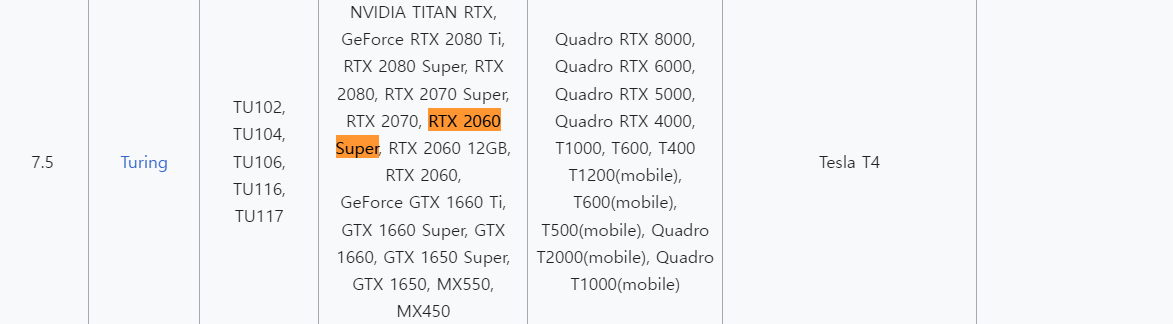 7.5
Turing
TU102,
TU104,
TU106,
TU116,
TU117
NVIDIA TITAN RTX,
GeForce RTX 2080 Ti,
RTX 2080 Super, RTX
2080, RTX 2070 Super,
RTX 2070, RTX 2060
Super, RTX 2060 12GB,
RTX 2060,
GeForce GTX 1660 Ti,
GTX 1660 Super, GTX
1660, GTX 1650 Super,
GTX 1650, MX550,
MX450
Quadro RTX 8000,
Quadro RTX 6000,
Quadro RTX 5000,
Quadro RTX 4000,
T1000, T600, T400
T1200(mobile),
T600(mobile),
T500(mobile), Quadro
T2000(mobile), Quadro
T1000(mobile)
Tesla T4